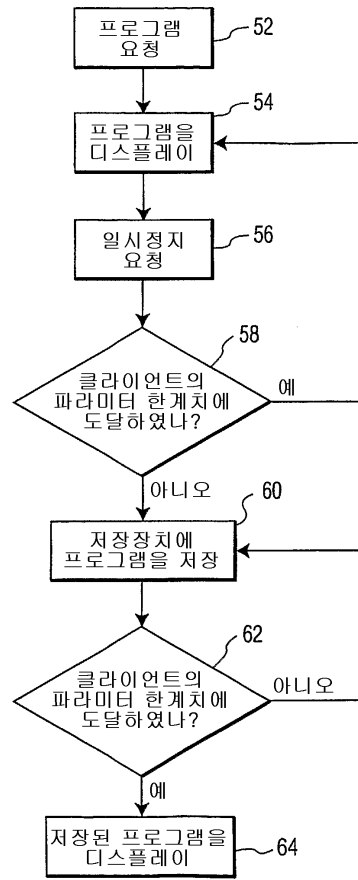 프로그램
요청
52
54
프로그램을
디스플레이
일시정지
요청
56
58
클라이언트의
파라미터 한계치에
도달하였나?
예
아니오
60
저장장치에
프로그램을 저장
62
클라이언트의
파라미터 한계치에
도달하였나?
아니오
예
저장된 프로그램을
디스플레이
64